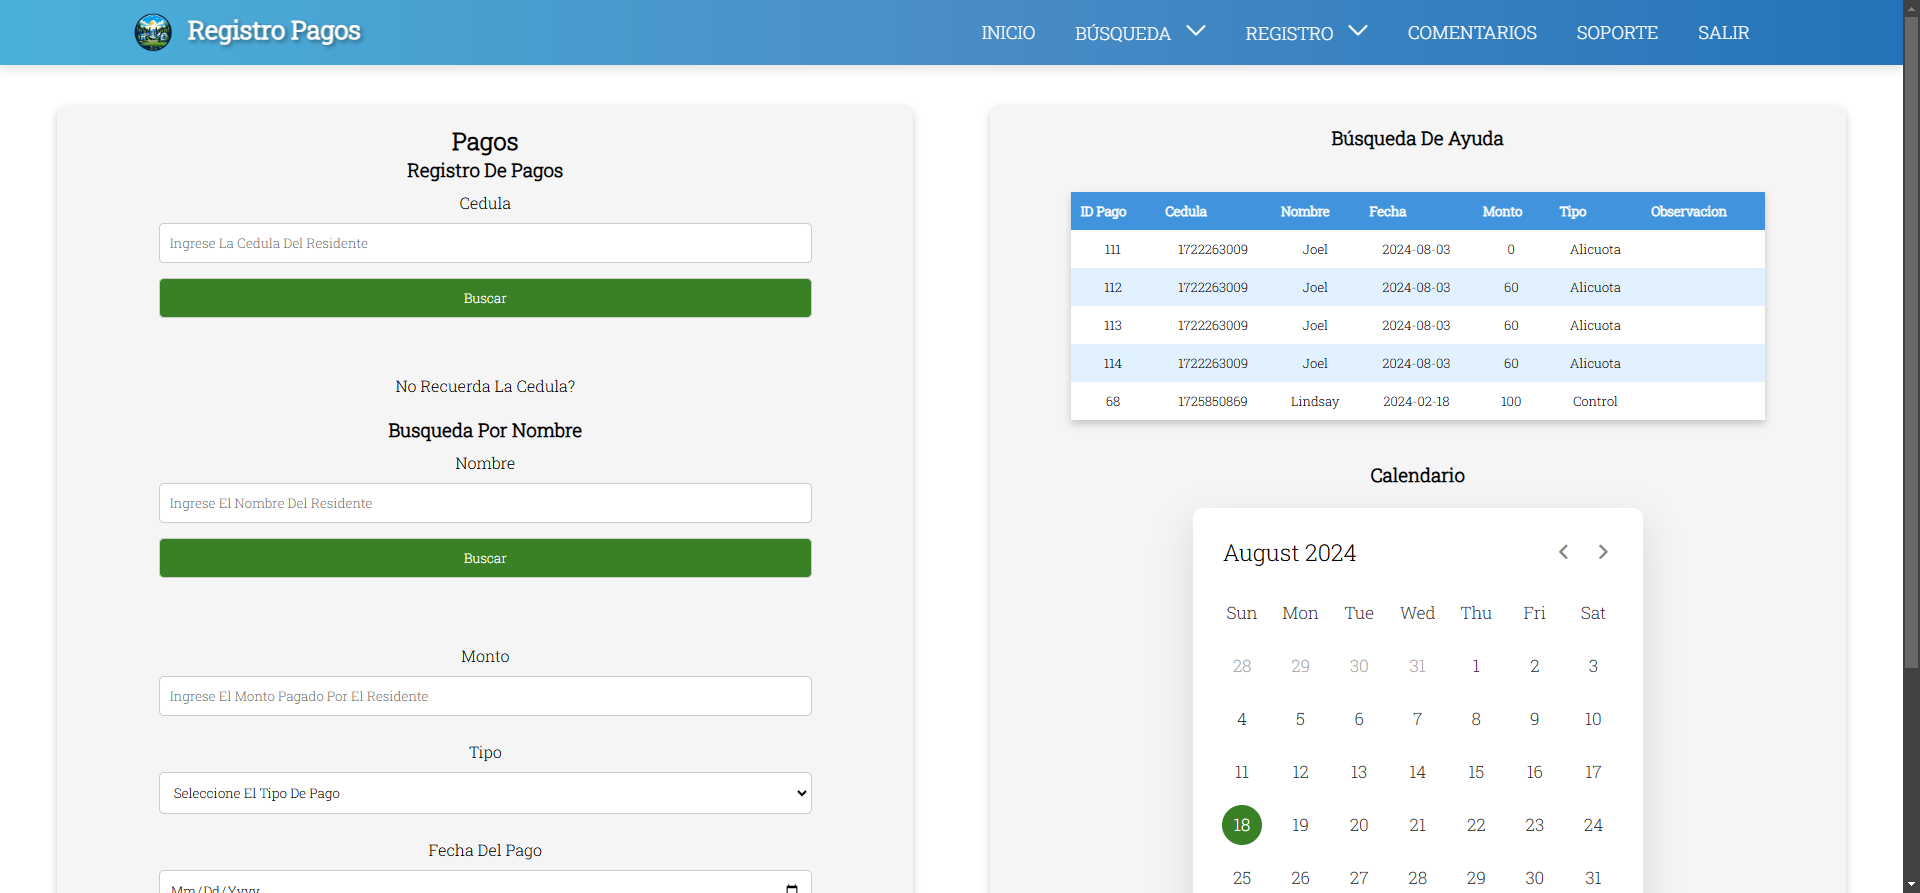 Registro Pagos
INICIO BÚSQUEDA REGISTRO COMENTARIOS SOPORTE SALIR
Pagos
Registro De Pagos
Cedula
Ingrese La Cedula Del Residente
Buscar
No Recuerda La Cedula?
Busqueda Por Nombre
Nombre
Ingrese El Nombre Del Residente
Buscar
Monto
Ingrese El Monto Pagado Por El Residente
Tipo
Seleccione El Tipo De Pago
Fecha Del Pago
Mm/Dd/Yyyy
Búsqueda De Ayuda
ID Pago Cedula Nombre Fecha Monto Tipo Observacion
111 1722263009 Joel 2024-08-03 0 Alicuota
112 1722263009 Joel 2024-08-03 60 Alicuota
113 1722263009 Joel 2024-08-03 60 Alicuota
114 1722263009 Joel 2024-08-03 60 Alicuota
68 1725850869 Lindsay 2024-02-18 100 Control
Calendario
August 2024
Sun Mon Tue Wed Thu Fri Sat
28 29 30 31 1 2 3
4 5 6 7 8 9 10
11 12 13 14 15 16 17
18 19 20 21 22 23 24
25 26 27 28 29 30 31